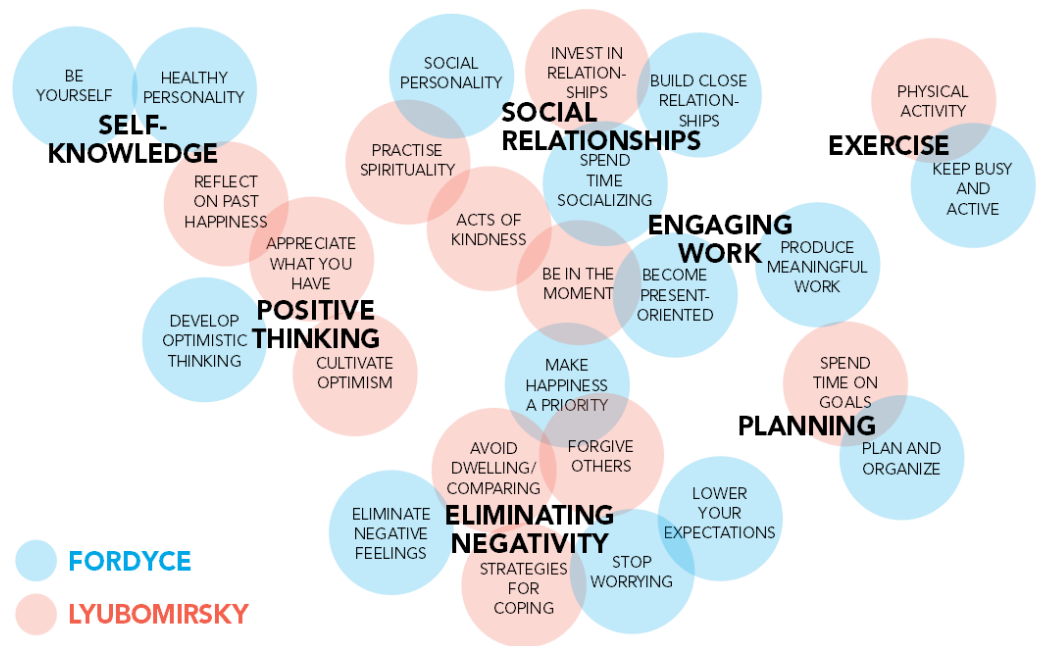 BE
YOURSELF
HEALTHY
PERSONALITY
SELF-
KNOWLEDGE
REFLECT
ON PAST
HAPPINESS
APPRECIATE
WHAT YOU
HAVE
POSITIVE
THINKING
DEVELOP
OPTIMISTIC
THINKING
CULTIVATE
OPTIMISM
SOCIAL
PERSONALITY
INVEST IN
RELATION-
SHIPS
BUILD CLOSE
RELATION-
SHIPS
SOCIAL
RELATIONSHIPS
PRACTISE
SPIRITUALITY
SPEND
TIME
SOCIALIZING
ACTS OF
KINDNESS
ENGAGING
WORK
BE IN THE
MOMENT
BECOME
PRESENT-
ORIENTED
PRODUCE
MEANINGFUL
WORK
PHYSICAL
ACTIVITY
EXERCISE
KEEP BUSY
AND
ACTIVE
MAKE
HAPPINESS
A PRIORITY
SPEND
TIME ON
GOALS
PLANNING
PLAN AND
ORGANIZE
AVOID
DWELLING/
COMPARING
FORGIVE
OTHERS
ELIMINATE
NEGATIVE
FEELINGS
ELIMINATING
NEGATIVITY
LOWER
YOUR
EXPECTATIONS
STRATEGIES
FOR
COPING
STOP
WORRYING
FORDYCE
LYUBOMIRSKY